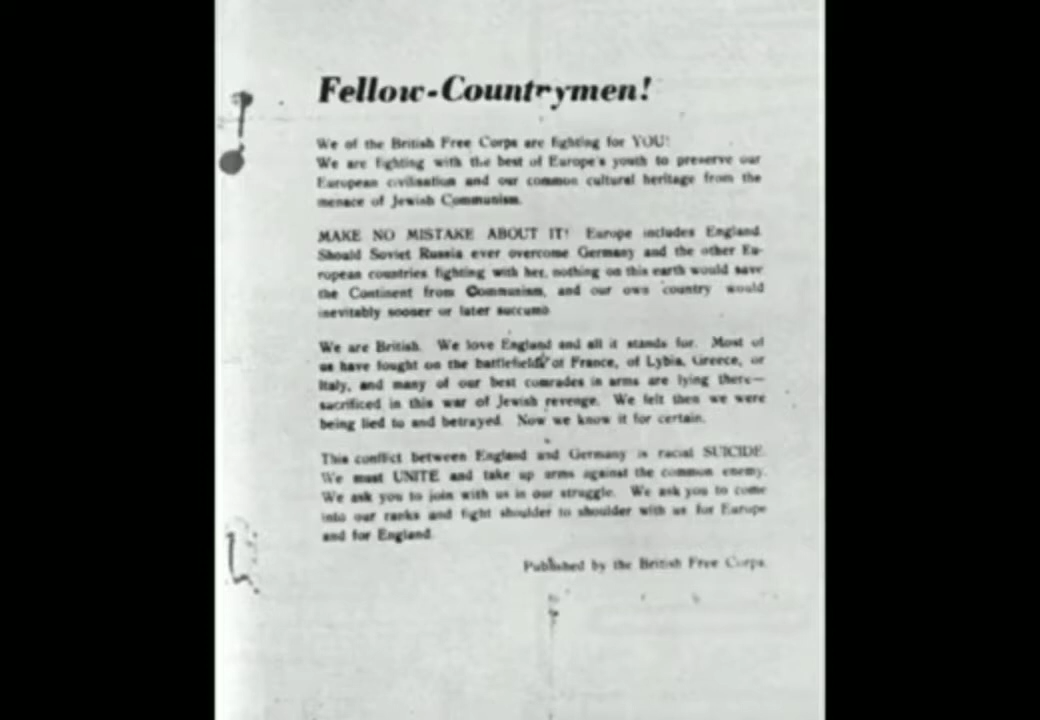 Fellow-Countrymen!
We of the British Free Corps are fighting for YOU!
We are fighting with the best of Europe's youth to preserve our
European civilisation and our common cultural heritage from the
menace of Jewish Communism.
MAKE NO MISTAKE ABOUT IT! Europe includes England.
Should Soviet Russia ever overcome Germany and the other Eu-
ropean countries fighting with her, nothing on this earth would save
the Continent from Communism, and our own country would
inevitably sooner or later succumb
We are British. We love England and all it stands for. Most of
us have fought on the battlefields of France, of Lybia, Greece, or
Italy, and many of our best comrades in arms are lying there—
sacrificed in this war of Jewish revenge. We felt then we were
being lied to and betrayed. Now we know it for certain.
This conflict between England and Germany is racial SUICIDE.
We must UNITE and take up arms against the common enemy.
We ask you to join with us in our struggle. We ask you to come
into our ranks and fight shoulder to shoulder with us for Europe
and for England.
Published by the British Free Corps.